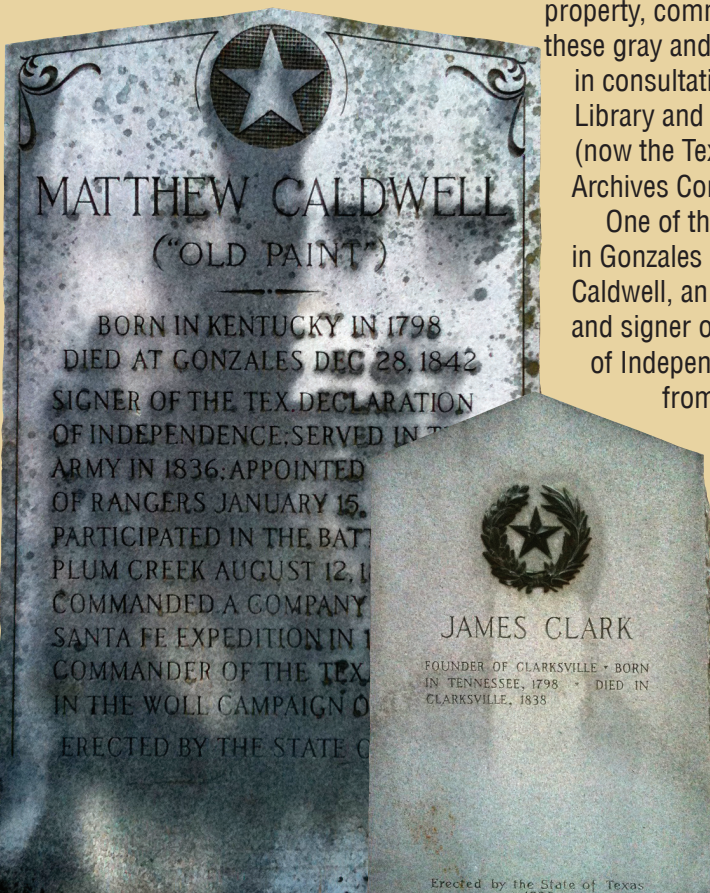 property, comm
these gray and
in consultati
Library and
(now the Tex
Archives Co
One of th
in Gonzales
Caldwell, an
and signer o
of Indepen
from
MATTHEW CALDWELL
("OLD PAINT")
BORN IN KENTUCKY IN 1798
DIED AT GONZALES DEC 28, 1842
SIGNER OF THE TEX. DECLARATION
OF INDEPENDENCE; SERVED IN
ARMY IN 1836; APPOINTED
OF RANGERS JANUARY 15,
PARTICIPATED IN THE BAT
PLUM CREEK AUGUST 12, 1
COMMANDED A COMPANY
SANTA FE EXPEDITION IN 1
COMMANDER OF THE TEX
IN THE WOLL CAMPAIGN O
ERECTED BY THE STATE O
JAMES CLARK
FOUNDER OF CLARKSVILLE • BORN
IN TENNESSEE, 1798 • DIED IN
CLARKSVILLE, 1838
Erected by the State of Texas